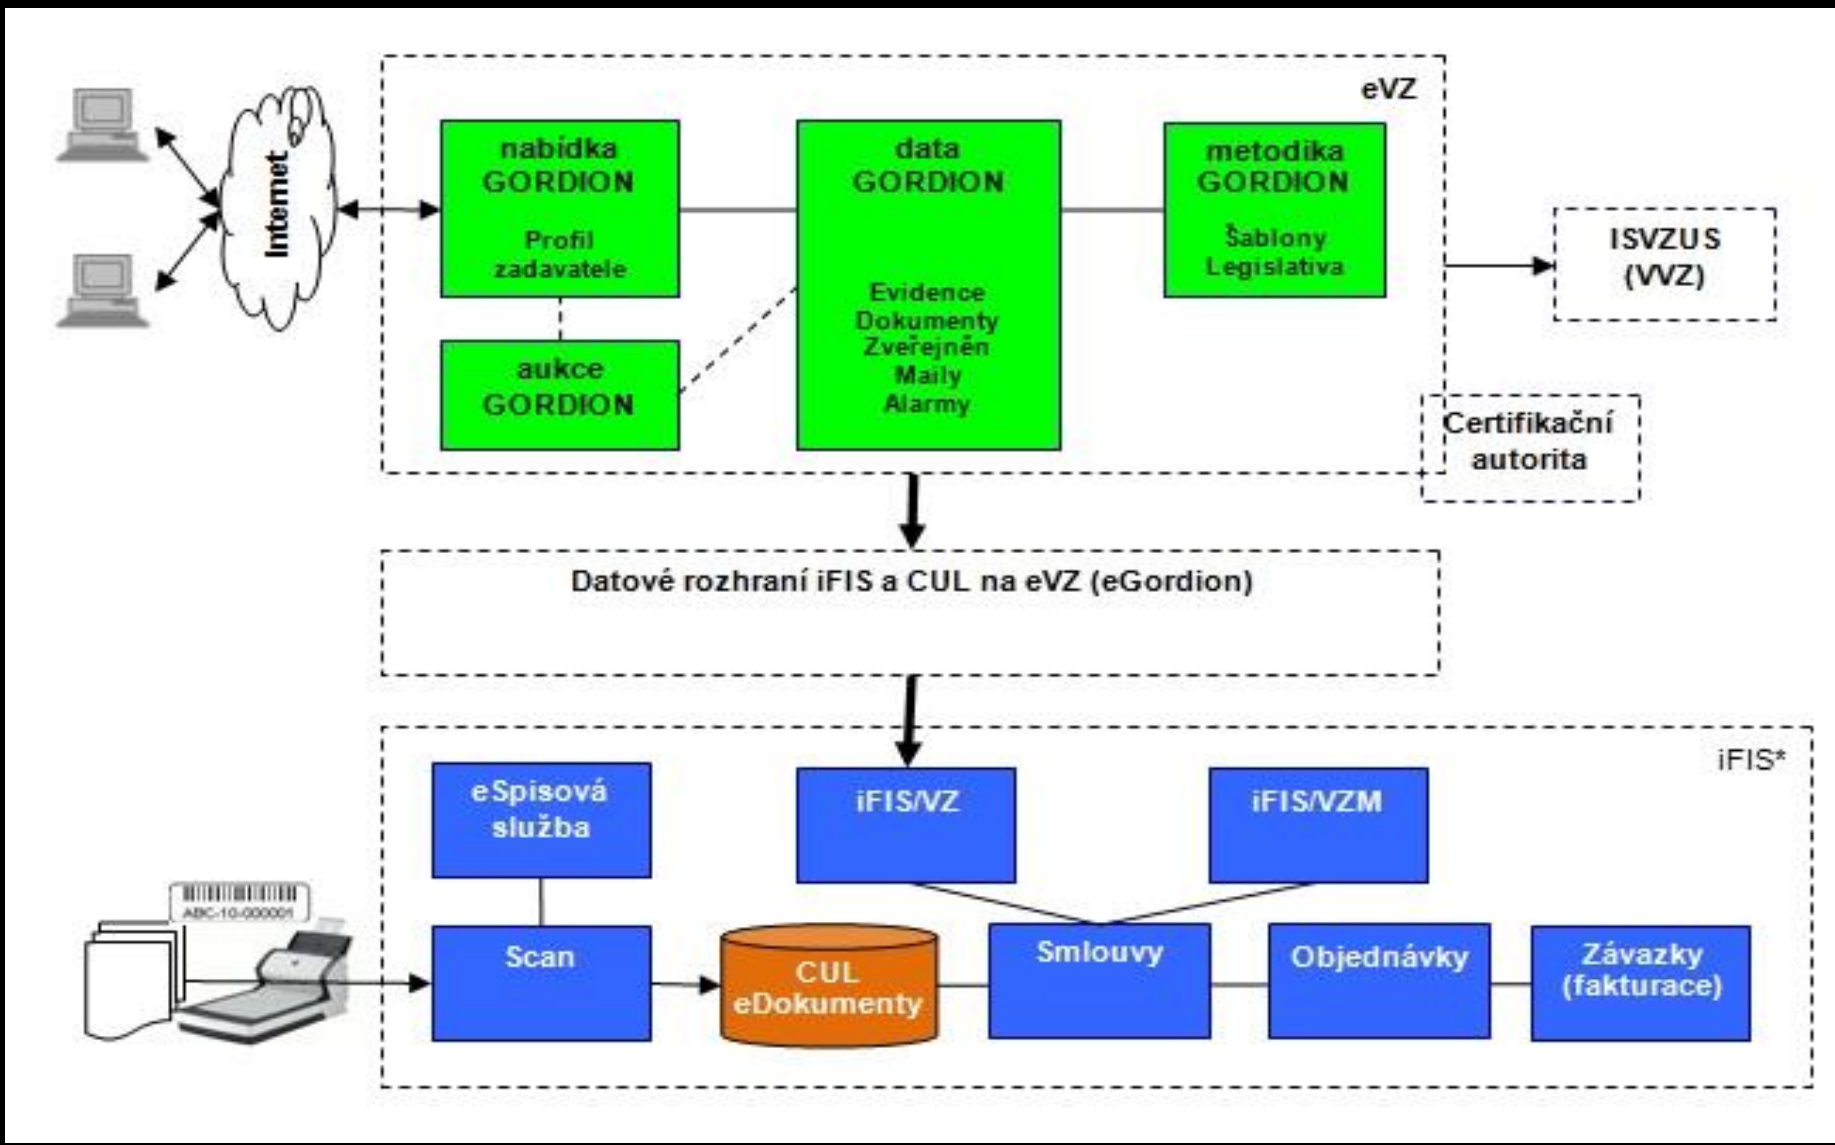 eVZ
Internet
nabídka
GORDION
Profil
zadavatele
data
GORDION
Evidence
Dokumenty
Zveřejněn
Maily
Alarmy
metodika
GORDION
Šablony
Legislativa
aukce
GORDION
ISVZUS
(VVZ)
Certifikační
autorita
Datové rozhraní iFIS a CUL na eVZ (eGordion)
iFIS*
eSpisová
služba
iFIS/VZ
iFIS/VZM
ABC-10-000001
Scan
CUL
eDokumenty
Smlouvy
Objednávky
Závazky
(fakturace)